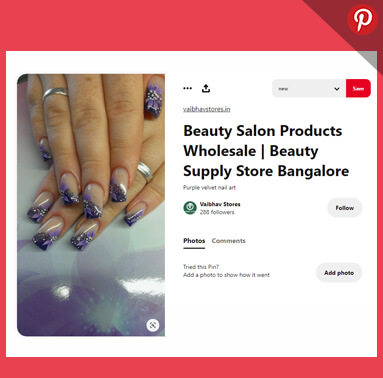 new
Save
vaibhavstores.in
Beauty Salon Products
Wholesale | Beauty
Supply Store Bangalore
Purple velvet nail art
Vaibhav Stores
288 followers
Follow
Photos Comments
Tried this Pin?
Add a photo to show how it went
Add photo